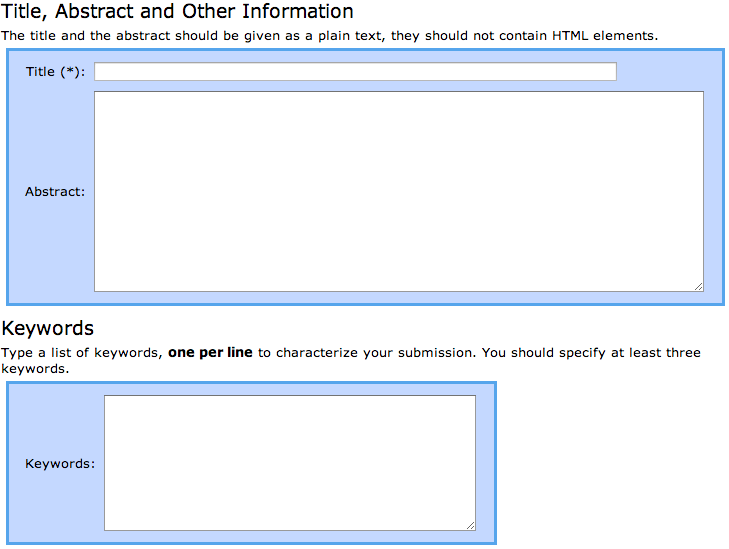 Title, Abstract and Other Information
The title and the abstract should be given as a plain text, they should not contain HTML elements.
Title (*):
Abstract:
Keywords
Type a list of keywords, one per line to characterize your submission. You should specify at least three
keywords.
Keywords: